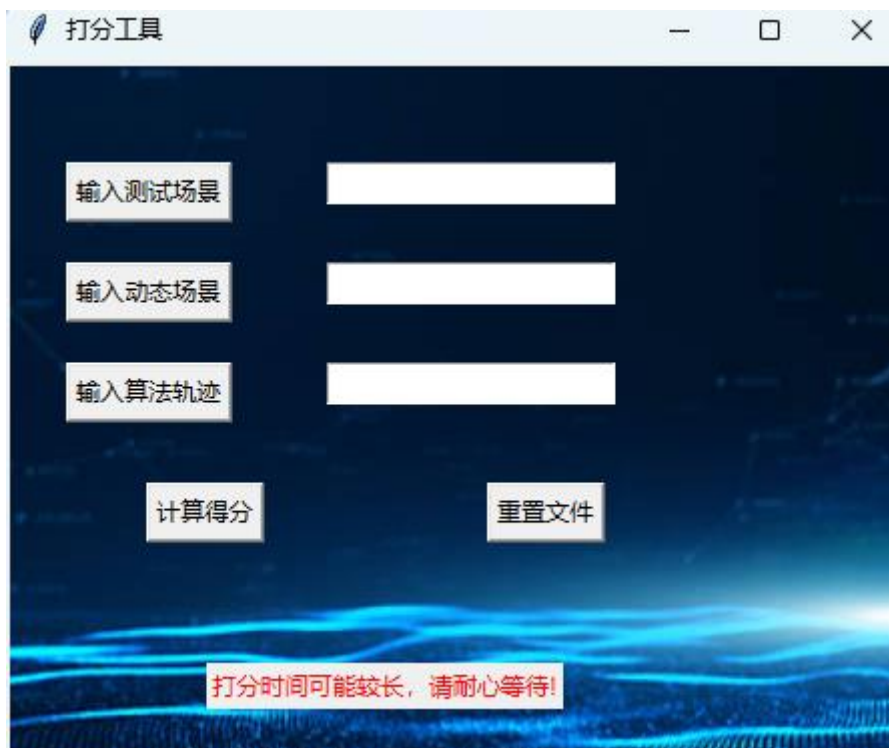 打分工具
输入测试场景
输入动态场景
输入算法轨迹
计算得分 重置文件
打分时间可能较长，请耐心等待!